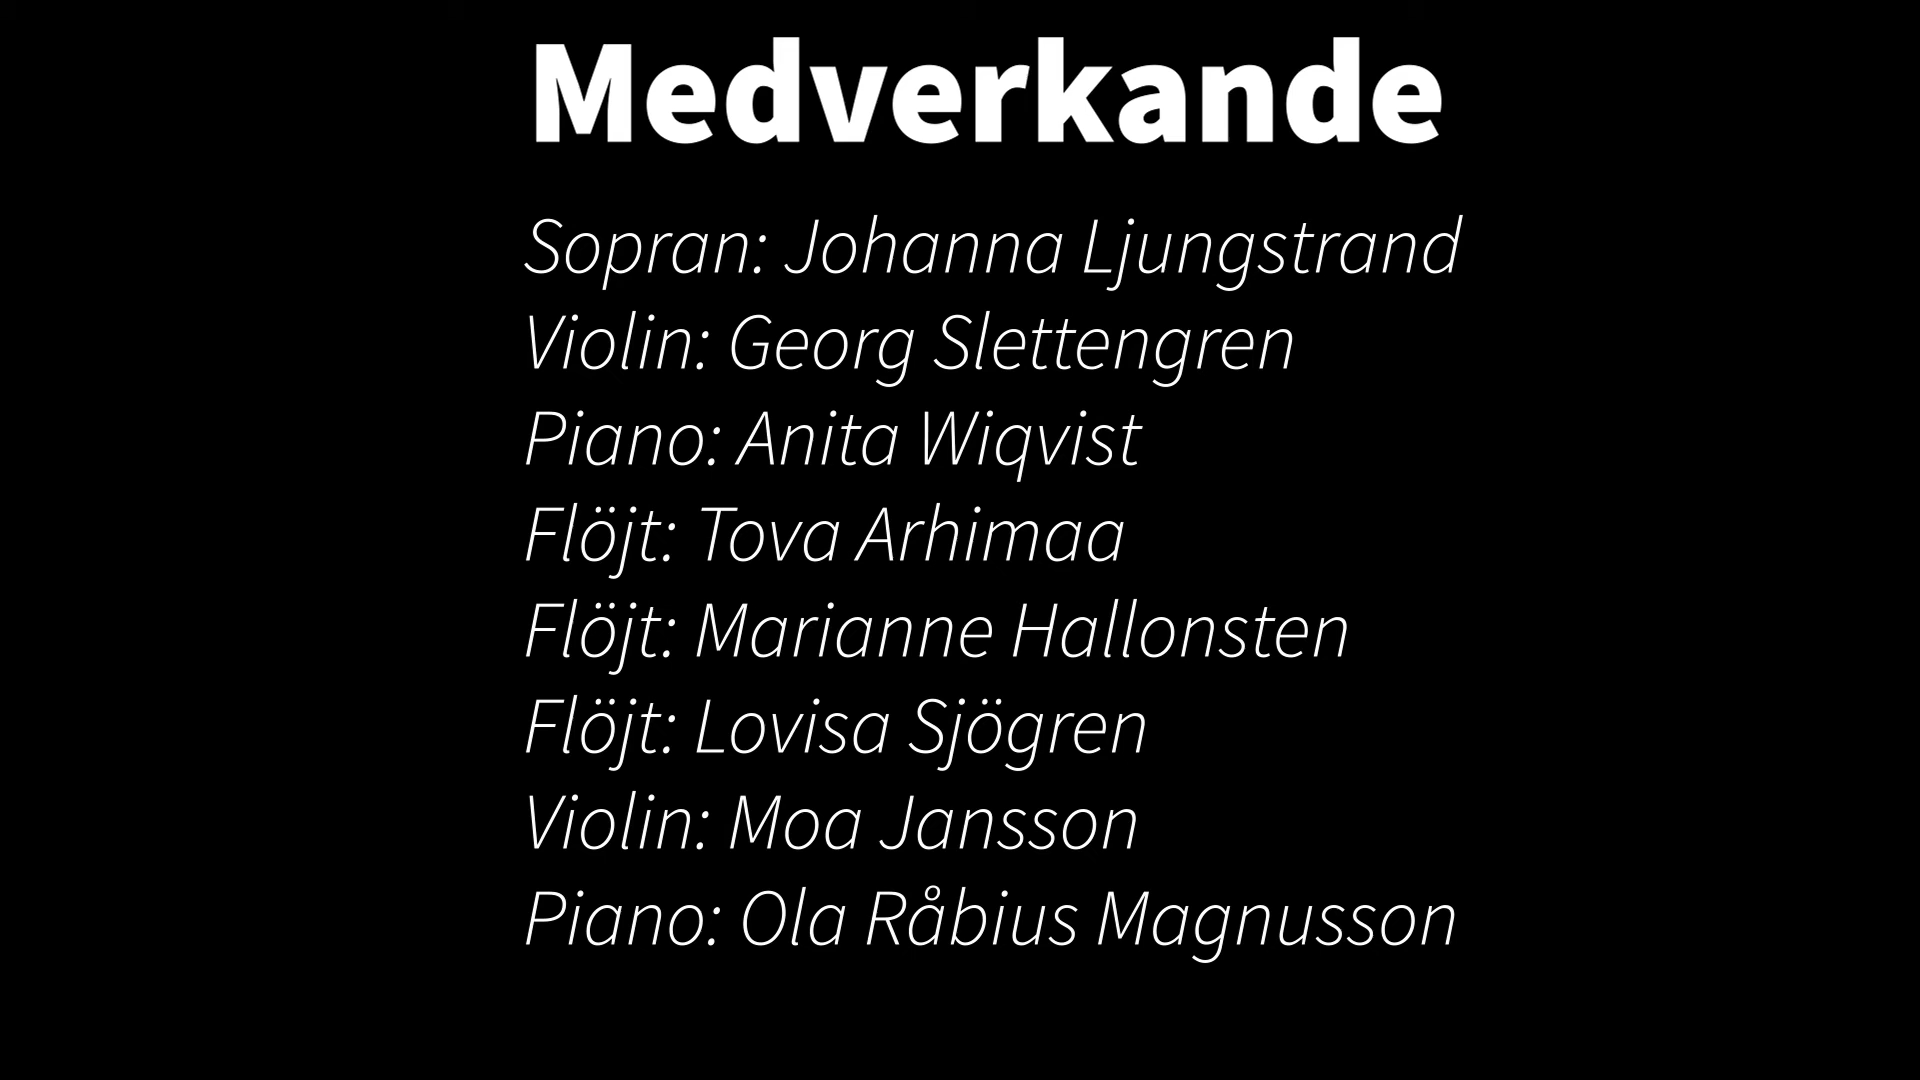 Medverkande
Sopran: Johanna Ljungstrand
Violin: Georg Slettengren
Piano: Anita Wiqvist
Flöjt: Tova Arhimaa
Flöjt: Marianne Hallonsten
Flöjt: Lovisa Sjögren
Violin: Moa Jansson
Piano: Ola Råbius Magnusson